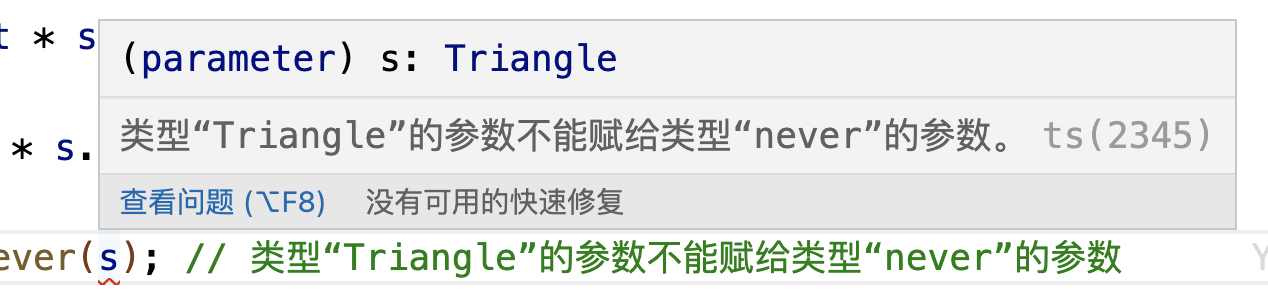 t * s
(parameter) s: Triangle
类型“Triangle”的参数不能赋给类型“never”的参数。 ts(2345)
* s.
查看问题 (⌥F8) 没有可用的快速修复
ever(s); // 类型“Triangle”的参数不能赋给类型“never”的参数 Y